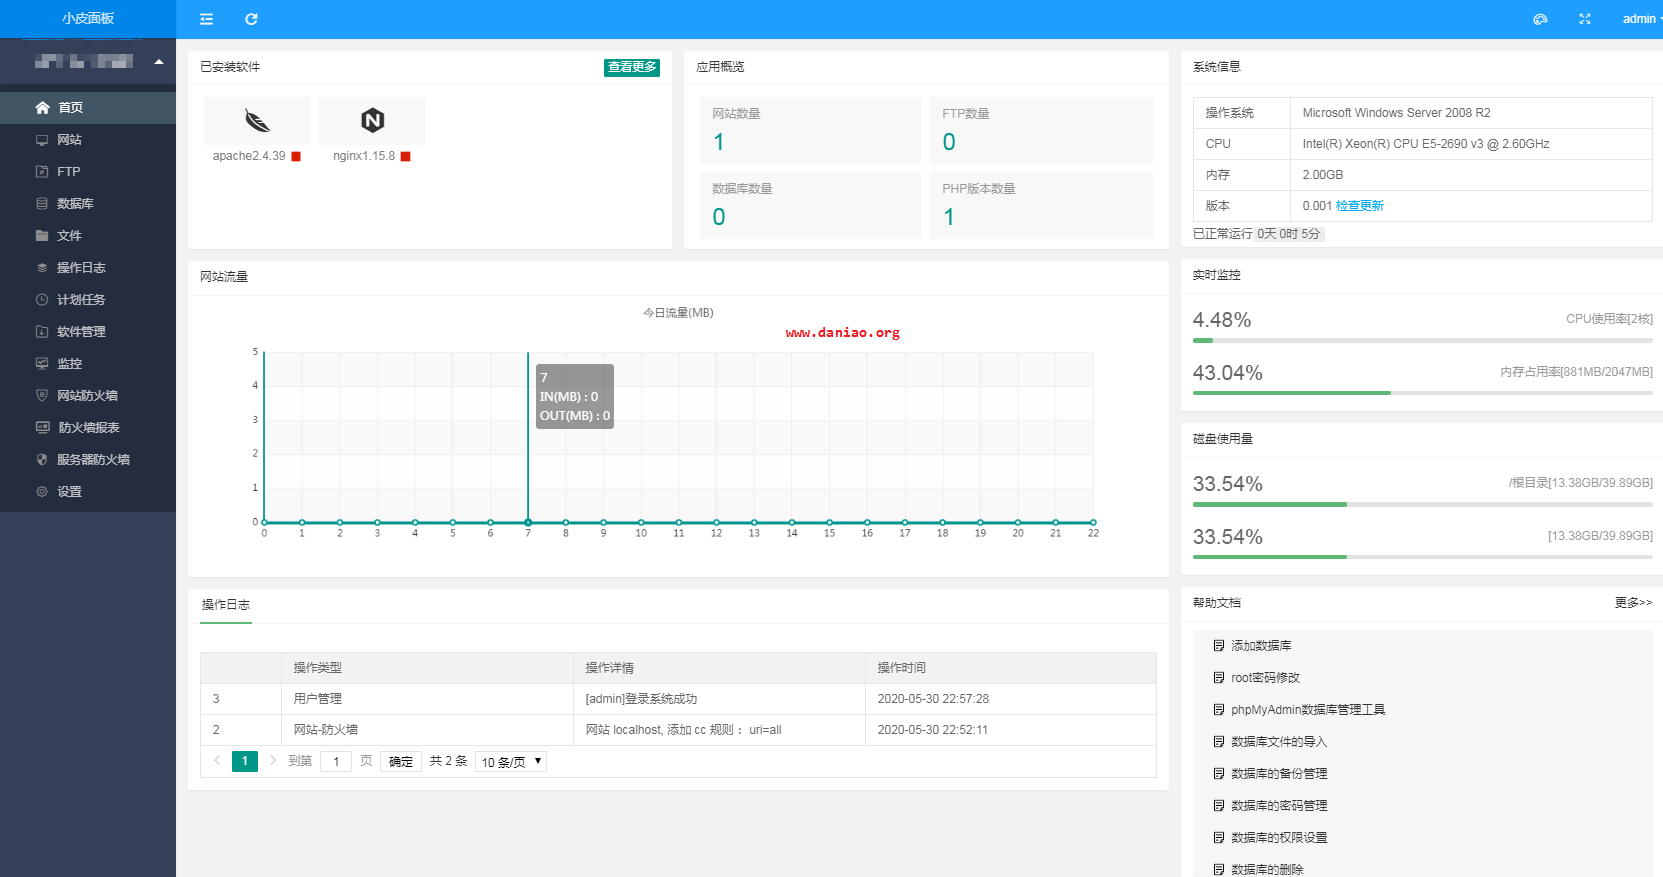 小皮面板
admin
首页
网站
FTP
数据库
文件
操作日志
计划任务
软件管理
监控
网站防火墙
防火墙报表
服务器防火墙
设置
已安装软件
查看更多
apache2.4.39
nginx1.15.8
应用概览
网站数量
1
FTP数量
0
数据库数量
0
PHP版本数量
1
网站流量
今日流量(MB)
www.daniao.org
5
4
3
2
1
0
7
IN(MB) : 0
OUT(MB) : 0
0 1 2 3 4 5 6 7 8 9 10 11 12 13 14 15 16 17 18 19 20 21 22
操作日志
操作类型 操作详情 操作时间
3 用户管理 [admin]登录系统成功 2020-05-30 22:57:28
2 网站-防火墙 网站 localhost, 添加 cc 规则 : uri=all 2020-05-30 22:52:11
1 到第 1 页 确定 共 2 条 10 条/页
系统信息
操作系统 Microsoft Windows Server 2008 R2
CPU Intel(R) Xeon(R) CPU E5-2690 v3 @ 2.60GHz
内存 2.00GB
版本 0.001 检查更新
已正常运行 0天 0时 5分
实时监控
4.48% CPU使用率[2核]
43.04% 内存占用率[881MB/2047MB]
磁盘使用量
33.54% /根目录[13.38GB/39.89GB]
33.54% [13.38GB/39.89GB]
帮助文档 更多>>
添加数据库
root密码修改
phpMyAdmin数据库管理工具
数据库文件的导入
数据库的备份管理
数据库的密码管理
数据库的权限设置
数据库的删除